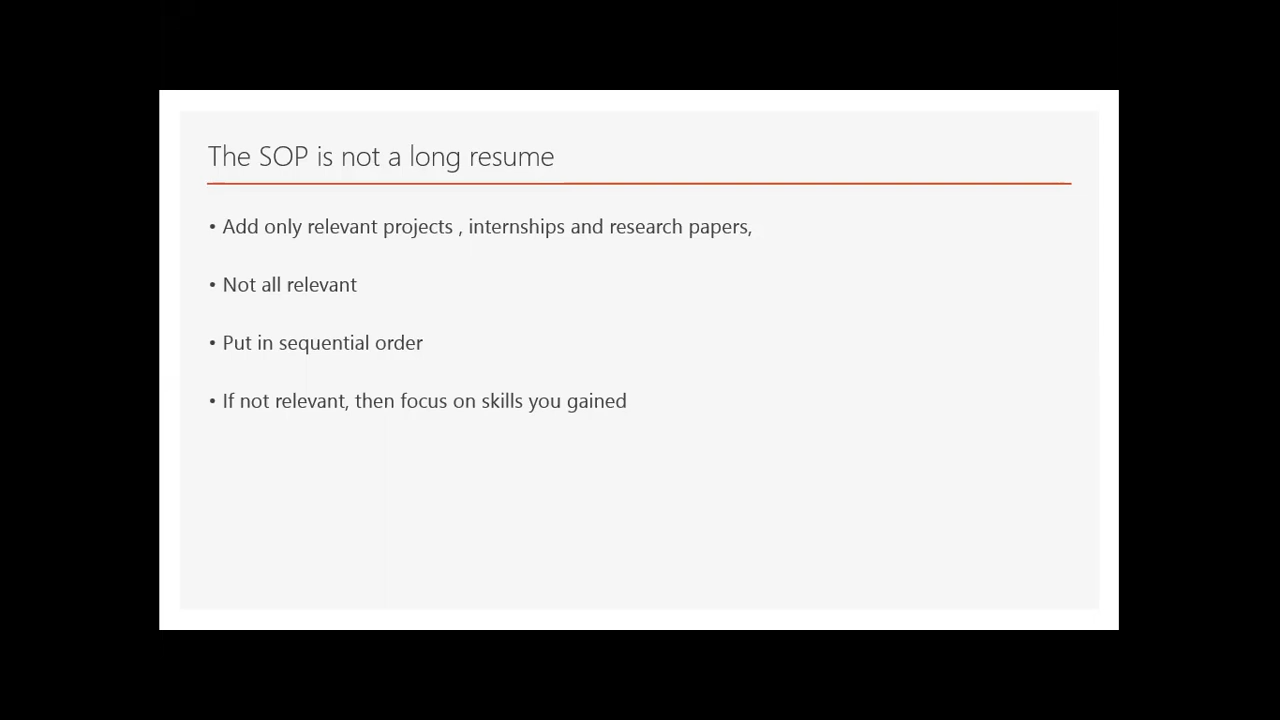 The SOP is not a long resume
• Add only relevant projects , internships and research papers,
• Not all relevant
• Put in sequential order
• If not relevant, then focus on skills you gained